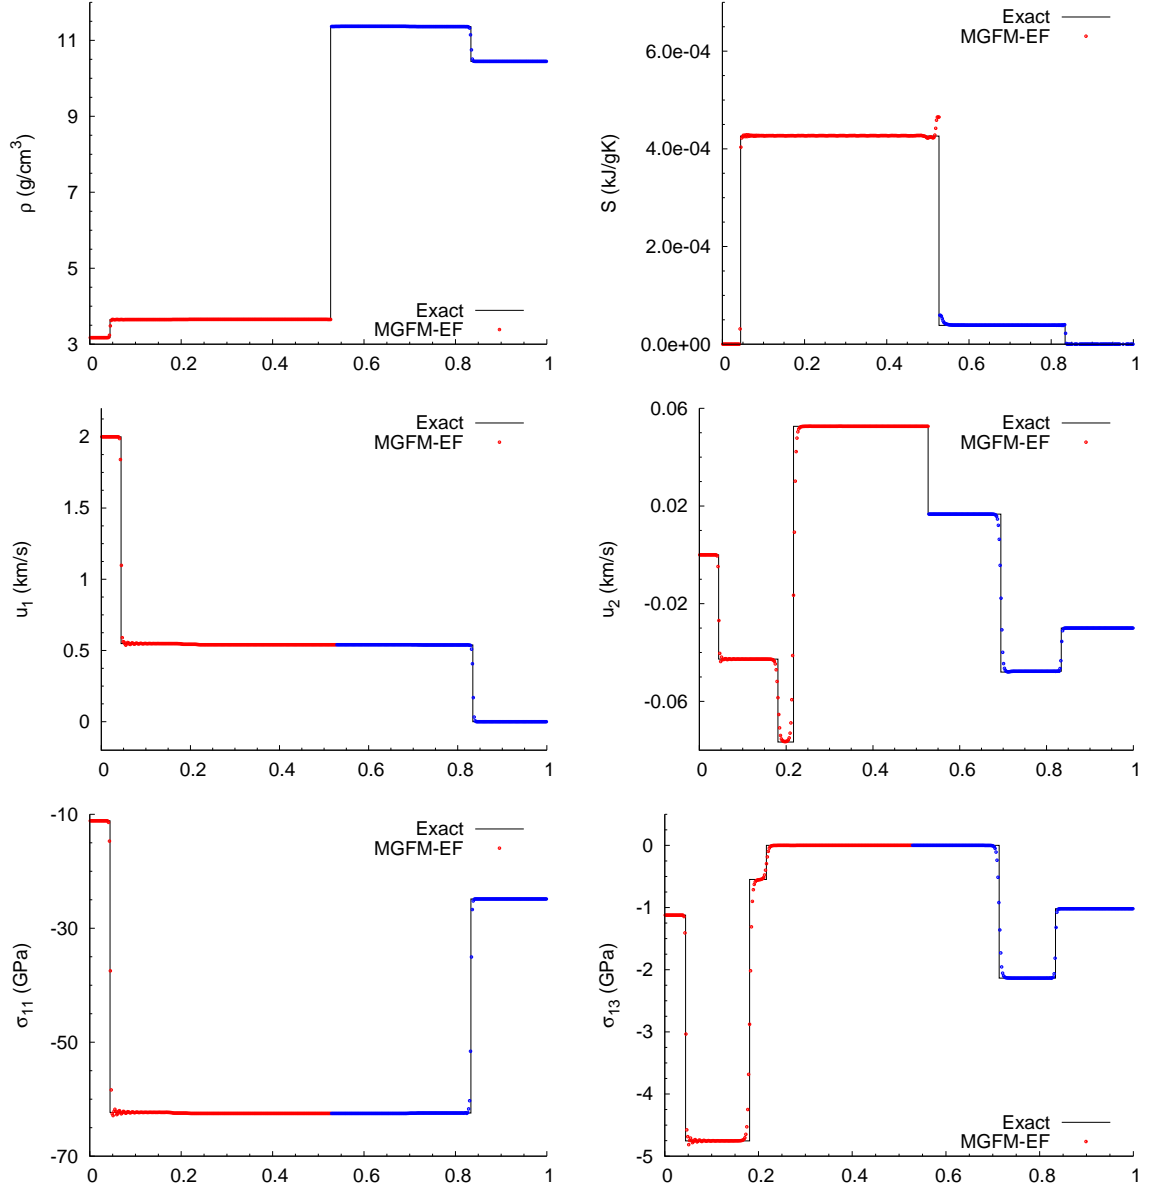 11
9
7
5
3
ρ (g/cm3)
Exact
MGFM-EF
0 0.2 0.4 0.6 0.8 1
6.0e-04
4.0e-04
2.0e-04
0.0e+00
S (kJ/gK)
Exact
MGFM-EF
0 0.2 0.4 0.6 0.8 1
2
1.5
1
0.5
0
u1 (km/s)
Exact
MGFM-EF
0 0.2 0.4 0.6 0.8 1
0.06
0.02
-0.02
-0.06
u2 (km/s)
Exact
MGFM-EF
0 0.2 0.4 0.6 0.8 1
-10
-30
-50
-70
σ11 (GPa)
Exact
MGFM-EF
0 0.2 0.4 0.6 0.8 1
0
-1
-2
-3
-4
-5
σ13 (GPa)
Exact
MGFM-EF
0 0.2 0.4 0.6 0.8 1